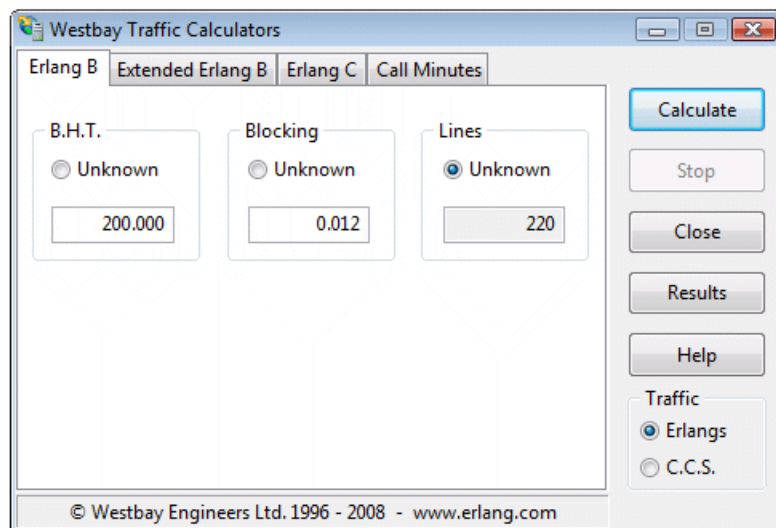 Westbay Traffic Calculators
Erlang B Extended Erlang B Erlang C Call Minutes
B.H.T. Blocking Lines
Unknown Unknown Unknown
200.000 0.012 220
Calculate
Stop
Close
Results
Help
Traffic
Erlangs
C.C.S.
© Westbay Engineers Ltd. 1996 - 2008 - www.erlang.com